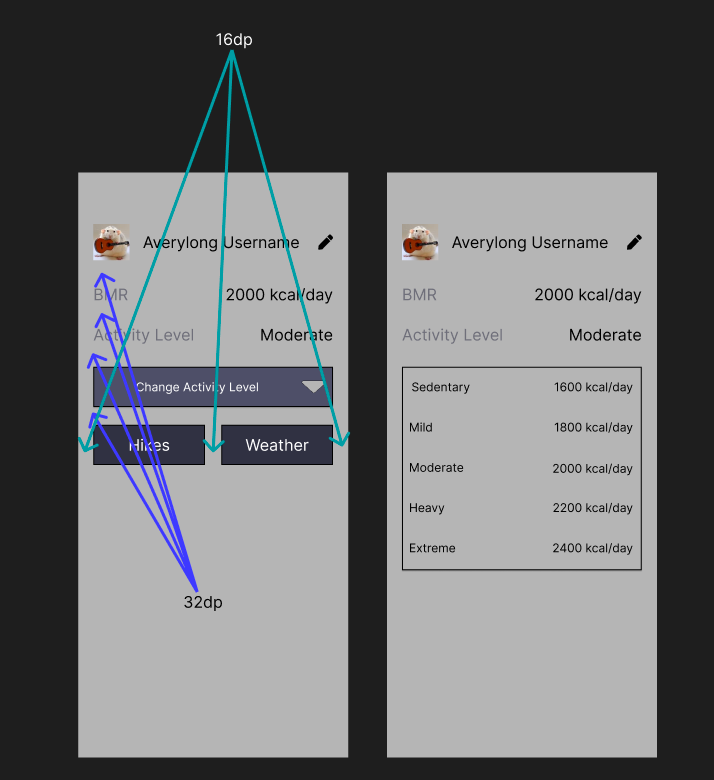 16dp
Averylong Username
BMR 2000 kcal/day
Activity Level Moderate
Change Activity Level
Hikes Weather
32dp
Averylong Username
BMR 2000 kcal/day
Activity Level Moderate
Sedentary 1600 kcal/day
Mild 1800 kcal/day
Moderate 2000 kcal/day
Heavy 2200 kcal/day
Extreme 2400 kcal/day